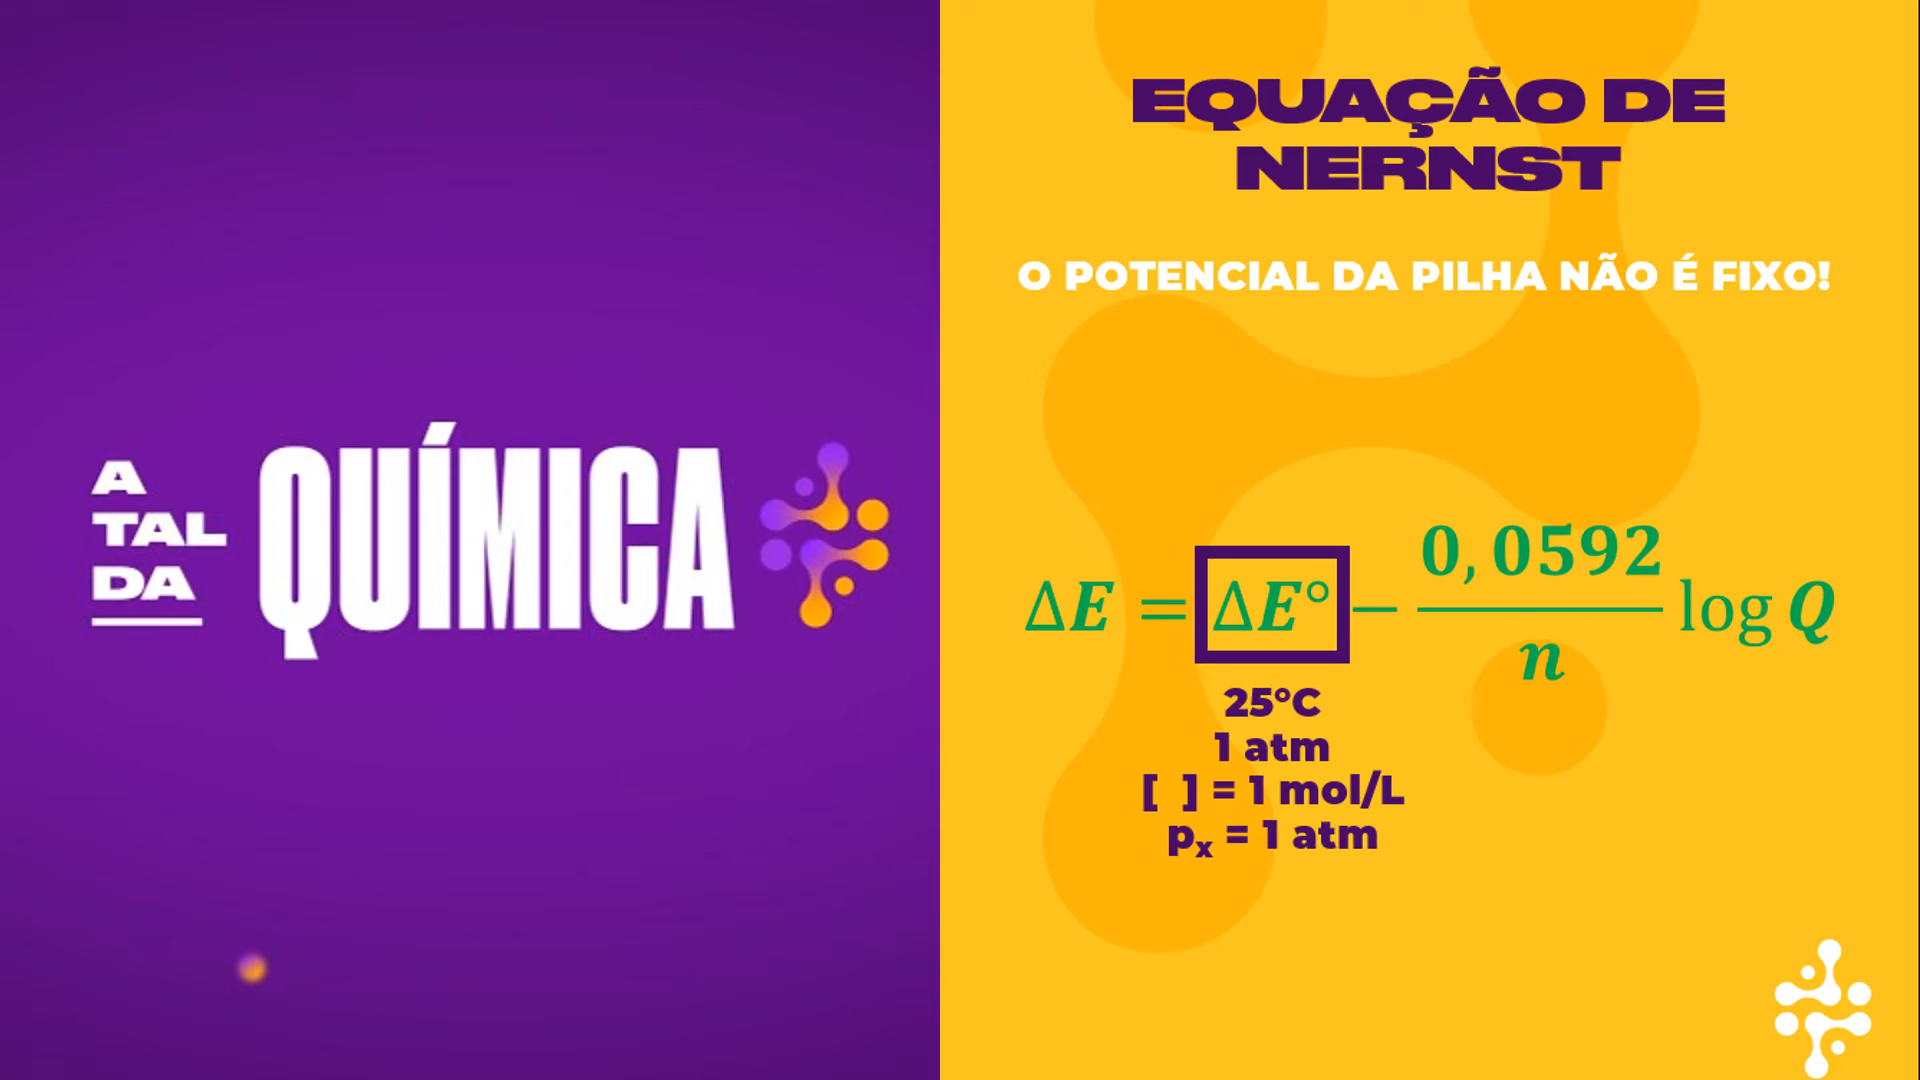 A
TAL
DA
QUÍMICA
EQUAÇÃO DE
NERNST
O POTENCIAL DA PILHA NÃO É FIXO!
ΔE = ΔE° − 0,0592/n log Q
25°C
1 atm
[ ] = 1 mol/L
pₓ = 1 atm